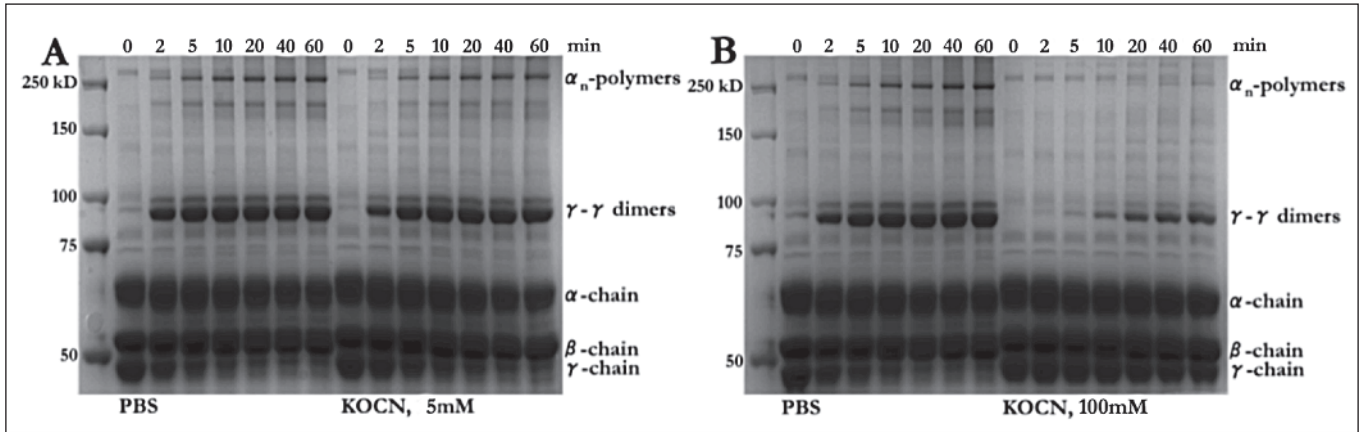 A
0 2 5 10 20 40 60 0 2 5 10 20 40 60 min
250 kD
150
100
75
50
αn-polymers
γ-γ dimers
α-chain
β-chain
γ-chain
PBS KOCN, 5mM
B
0 2 5 10 20 40 60 0 2 5 10 20 40 60 min
250 kD
150
100
75
50
αn-polymers
γ-γ dimers
α-chain
β-chain
γ-chain
PBS KOCN, 100mM